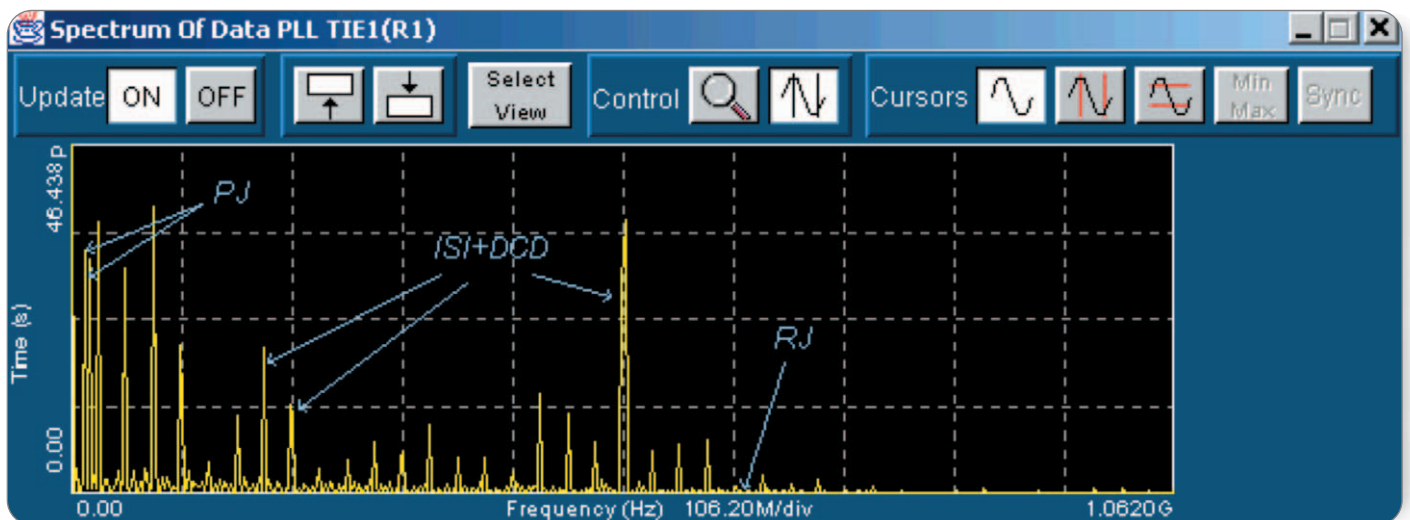 Spectrum Of Data PLL TIE1(R1)
Update ON OFF
Select
View
Control
Cursors
Min
Max
Sync
46.438 p
Time (s)
0.00
PJ
ISI+DCD
RJ
0.00 Frequency (Hz) 106.20M/div 1.0620G